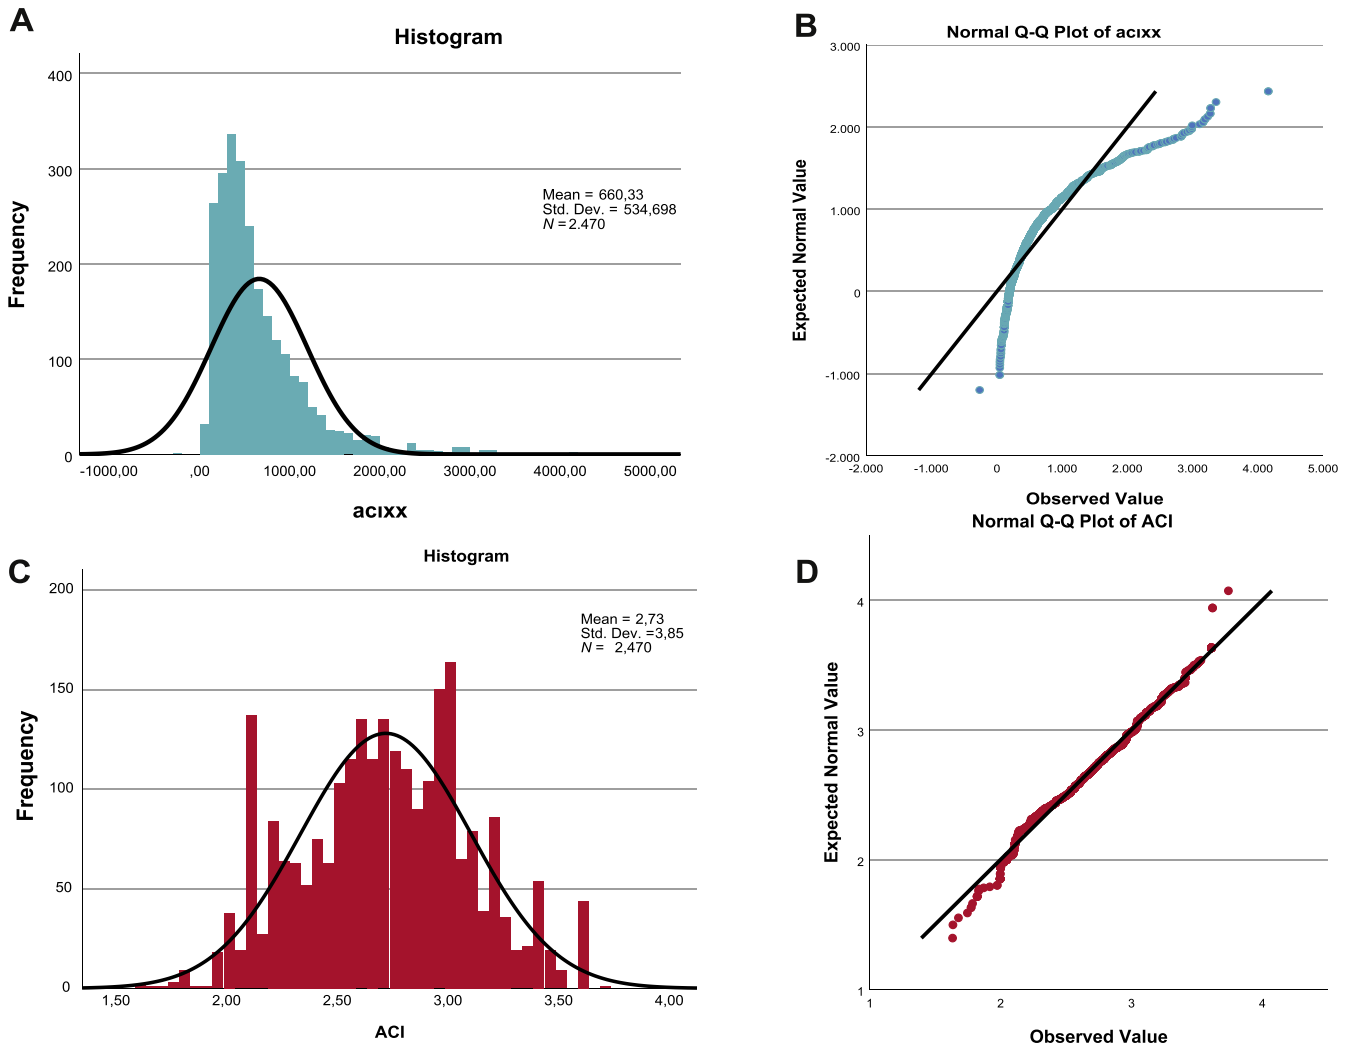 A
Histogram
400
300
200
100
0
Frequency
Mean = 660,33
Std. Dev. = 534,698
N = 2.470
-1000,00 ,00 1000,00 2000,00 3000,00 4000,00 5000,00
acıxx
B
Normal Q-Q Plot of acıxx
3.000
2.000
1.000
0
-1.000
-2.000
Expected Normal Value
-2.000 -1.000 0 1.000 2.000 3.000 4.000 5.000
Observed Value
C
Histogram
200
150
100
50
0
Frequency
Mean = 2,73
Std. Dev. =3,85
N = 2,470
1,50 2,00 2,50 3,00 3,50 4,00
ACI
D
Normal Q-Q Plot of ACI
4
3
2
1
Expected Normal Value
1 2 3 4
Observed Value